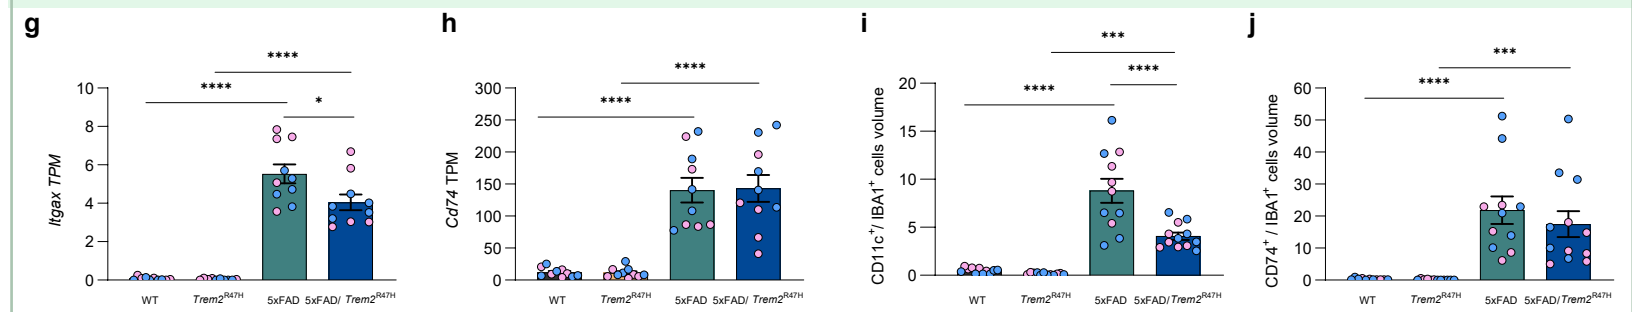 g
****
****
*
Itgax TPM
10
8
6
4
2
0
WT
Trem2R47H
5xFAD
5xFAD/ Trem2R47H
h
****
****
Cd74 TPM
300
250
200
150
100
50
0
WT
Trem2R47H
5xFAD
5xFAD/ Trem2R47H
i
***
****
****
CD11c+/ IBA1+ cells volume
20
15
10
5
0
WT
Trem2R47H
5xFAD
5xFAD/Trem2R47H
j
***
****
CD74+ / IBA1+ cells volume
60
50
40
30
20
10
0
WT
Trem2R47H
5xFAD
5xFAD/Trem2R47H